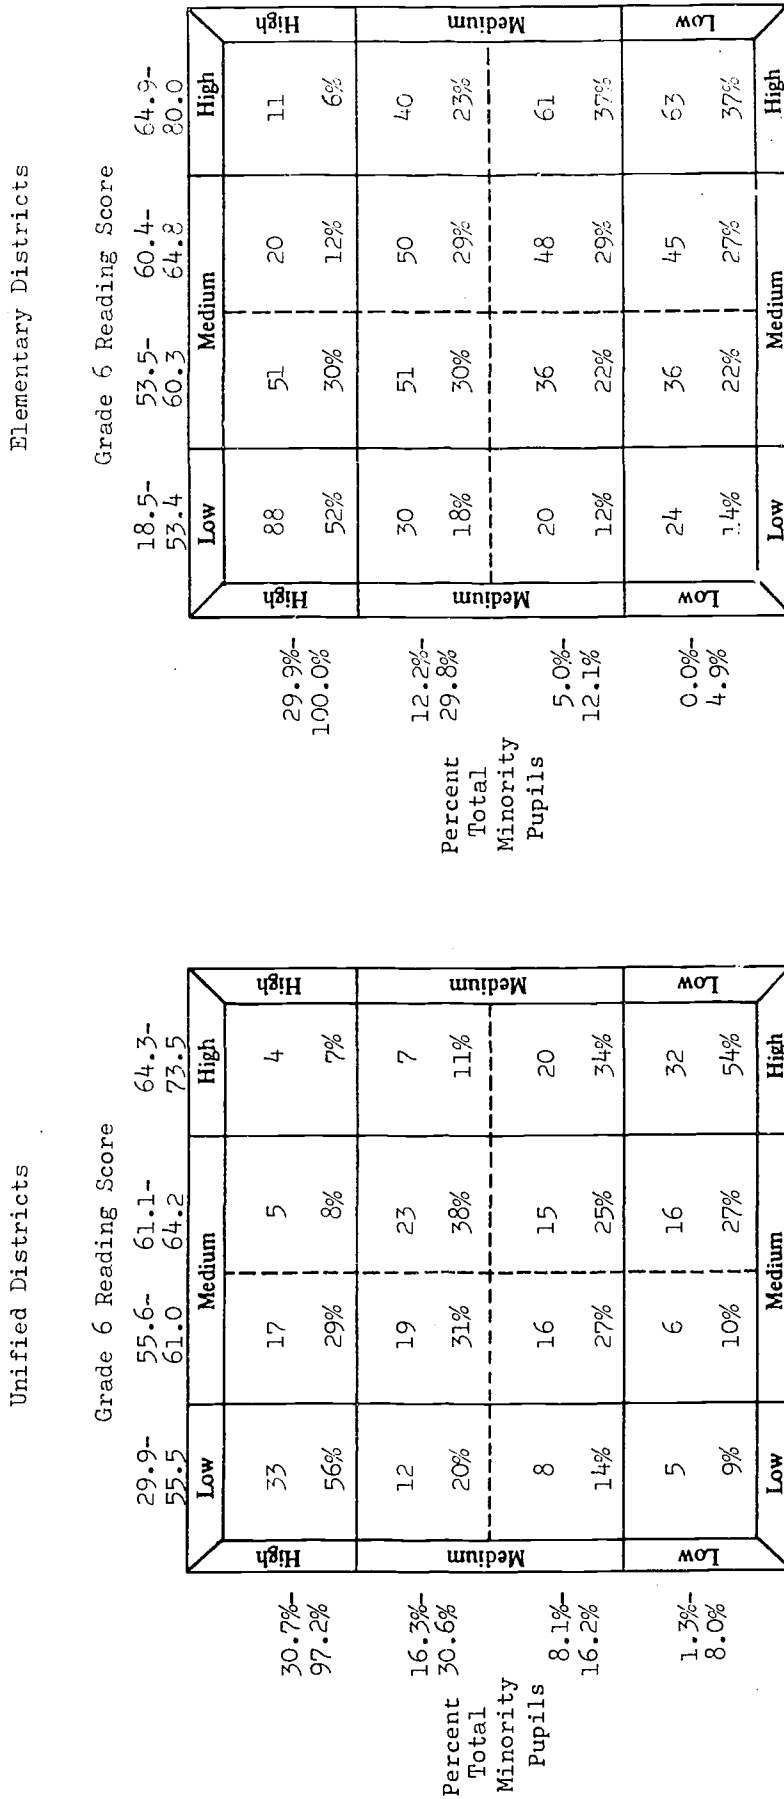 Unified Districts
Grade 6 Reading Score
29.9- 55.6- 61.1- 64.3-
55.5 61.0 64.2 73.5
Low Medium High
Percent
Total
Minority
Pupils
30.7%-
97.2%
High 33 17 5 4 High
56% 29% 8% 7%
16.3%-
30.6%
Medium 12 19 23 7 Medium
20% 31% 38% 11%
8.1%-
16.2%
8 16 15 20
14% 27% 25% 34%
1.3%-
8.0%
Low 5 6 16 32 Low
9% 10% 27% 54%
Low Medium High
Elementary Districts
Grade 6 Reading Score
18.5- 53.5- 60.4- 64.9-
53.4 60.3 64.8 80.0
Low Medium High
Percent
Total
Minority
Pupils
29.9%-
100.0%
High 88 51 20 11 High
52% 30% 12% 6%
12.2%-
29.8%
Medium 30 51 50 40 Medium
18% 30% 29% 23%
5.0%-
12.1%
20 36 48 61
12% 22% 29% 37%
0.0%-
4.9%
Low 24 36 45 63 Low
14% 22% 27% 37%
Low Medium High